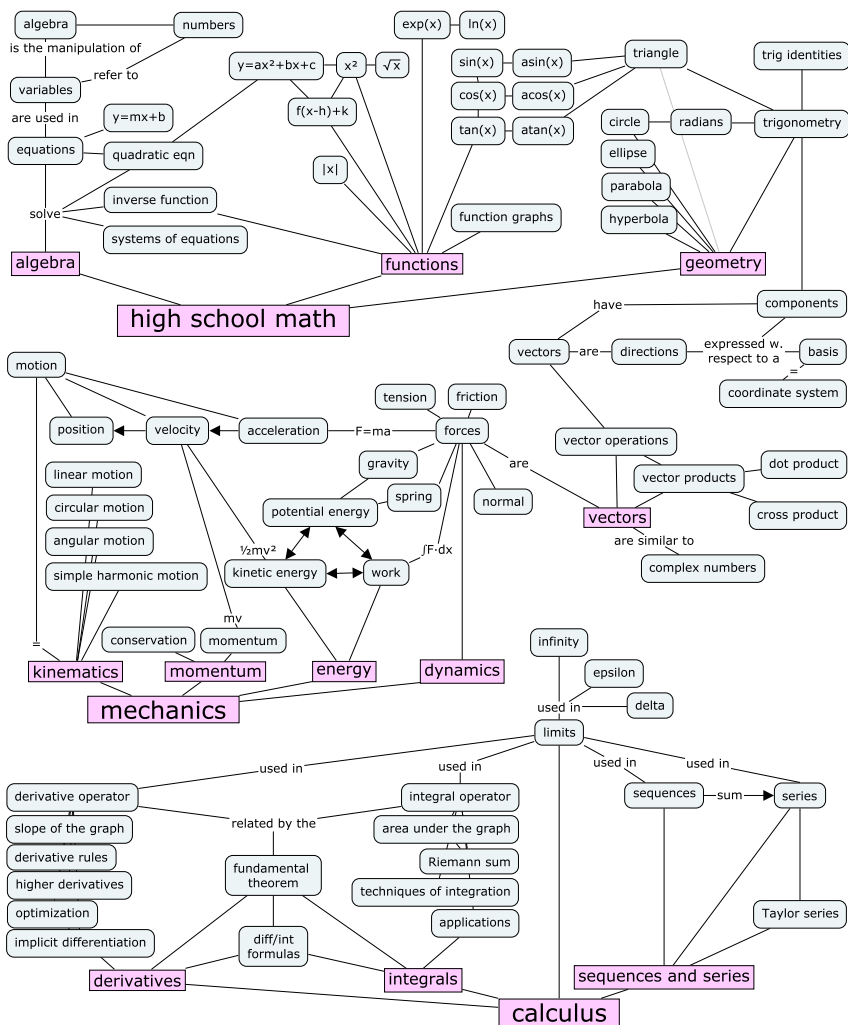 algebra
numbers
exp(x)
ln(x)
is the manipulation of
refer to
variables
are used in
y=mx+b
equations
quadratic eqn
y=ax²+bx+c
x²
√x
f(x-h)+k
|x|
sin(x)
asin(x)
cos(x)
acos(x)
tan(x)
atan(x)
triangle
trig identities
circle
radians
trigonometry
ellipse
parabola
hyperbola
solve
inverse function
systems of equations
function graphs
algebra
functions
geometry
high school math
have
components
vectors
are
directions
expressed w.
respect to a
basis
=
coordinate system
motion
position
velocity
acceleration
F=ma
tension
friction
forces
gravity
spring
normal
are
linear motion
circular motion
angular motion
simple harmonic motion
potential energy
½mv²
∫F·dx
kinetic energy
work
vector operations
vector products
dot product
cross product
vectors
are similar to
complex numbers
mv
conservation
momentum
=
kinematics
momentum
energy
dynamics
mechanics
infinity
epsilon
used in
delta
limits
used in
used in
used in
used in
derivative operator
integral operator
sequences
sum
series
slope of the graph
related by the
area under the graph
derivative rules
Riemann sum
higher derivatives
fundamental
theorem
techniques of integration
optimization
applications
Taylor series
implicit differentiation
diff/int
formulas
derivatives
integrals
sequences and series
calculus